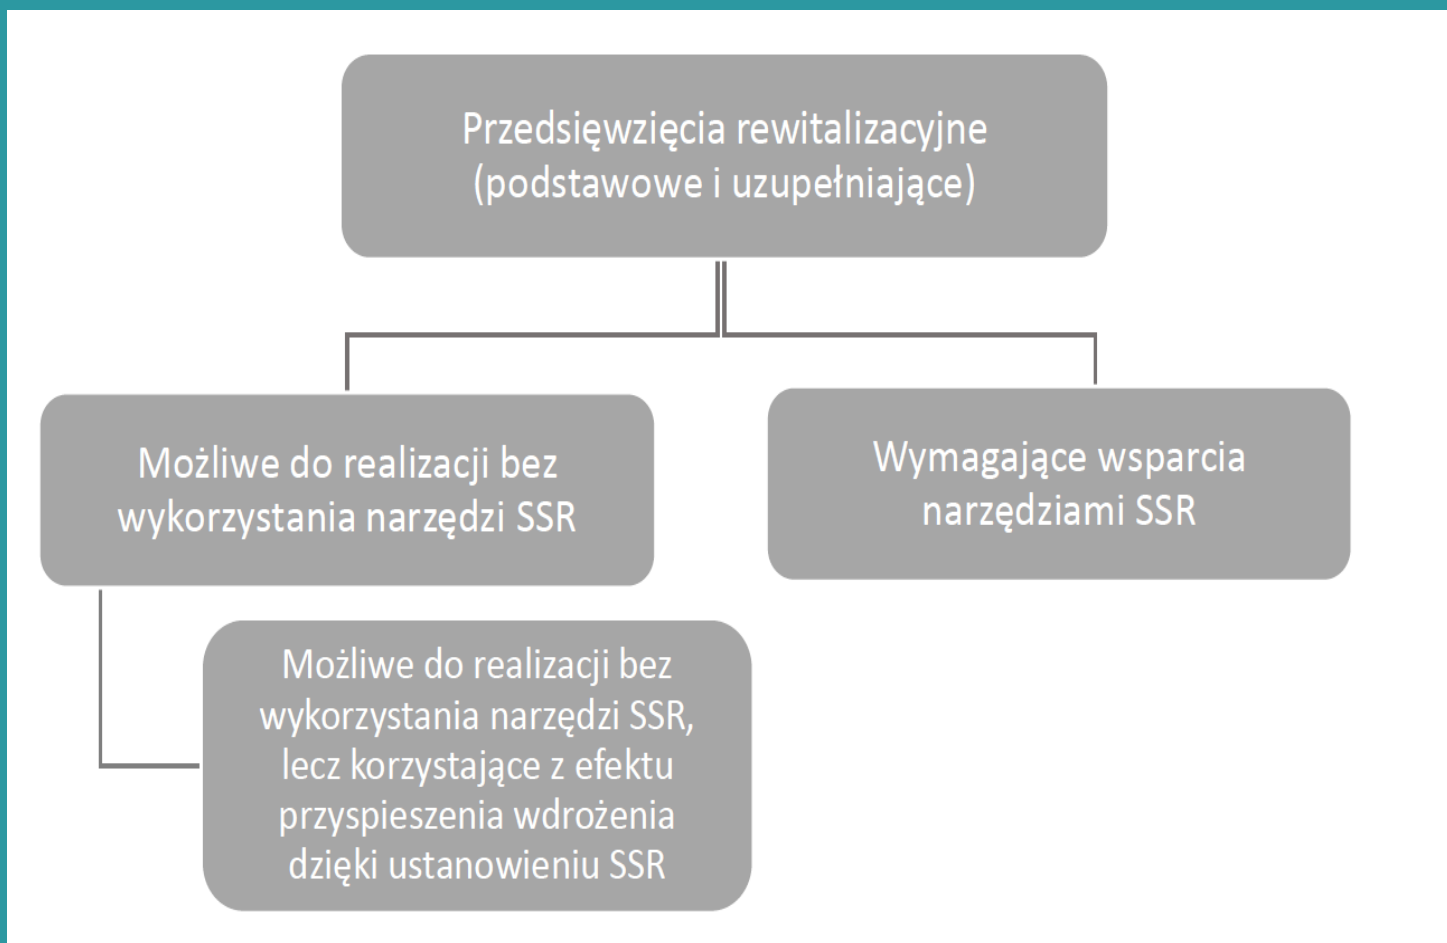 Przedsięwzięcia rewitalizacyjne
(podstawowe i uzupełniające)
Możliwe do realizacji bez
wykorzystania narzędzi SSR
Wymagające wsparcia
narzędziami SSR
Możliwe do realizacji bez
wykorzystania narzędzi SSR,
lecz korzystające z efektu
przyspieszenia wdrożenia
dzięki ustanowieniu SSR